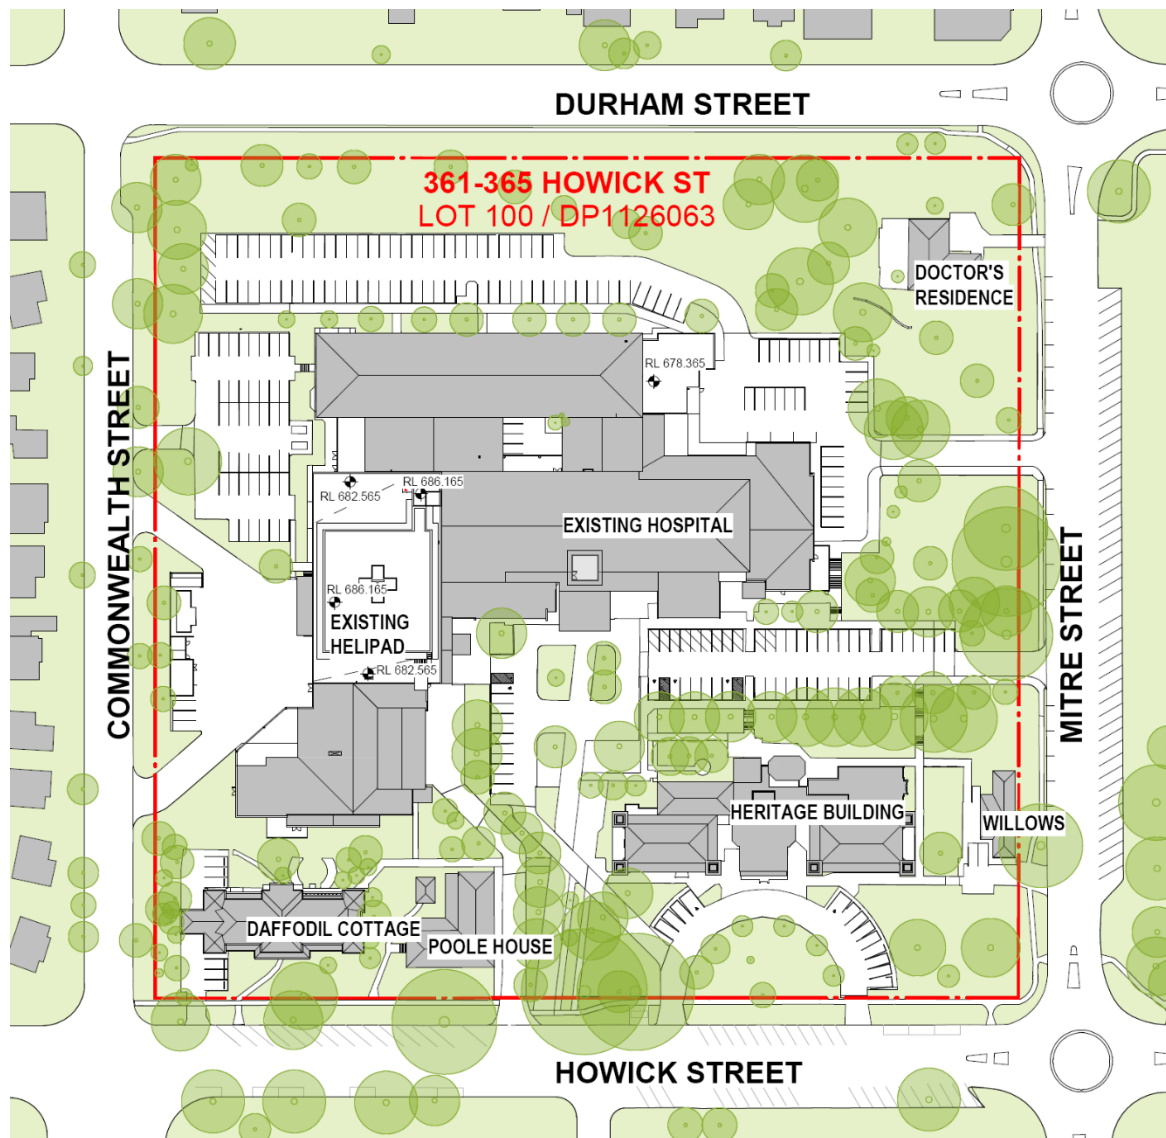 DURHAM STREET
361-365 HOWICK ST
LOT 100 / DP1126063
DOCTOR'S
RESIDENCE
RL 678.365
COMMONWEALTH STREET
RL 682.565
RL 686.165
EXISTING HOSPITAL
RL 686.165
EXISTING
HELIPAD
RL 682.565
MITRE STREET
HERITAGE BUILDING
WILLOWS
DAFFODIL COTTAGE
POOLE HOUSE
HOWICK STREET